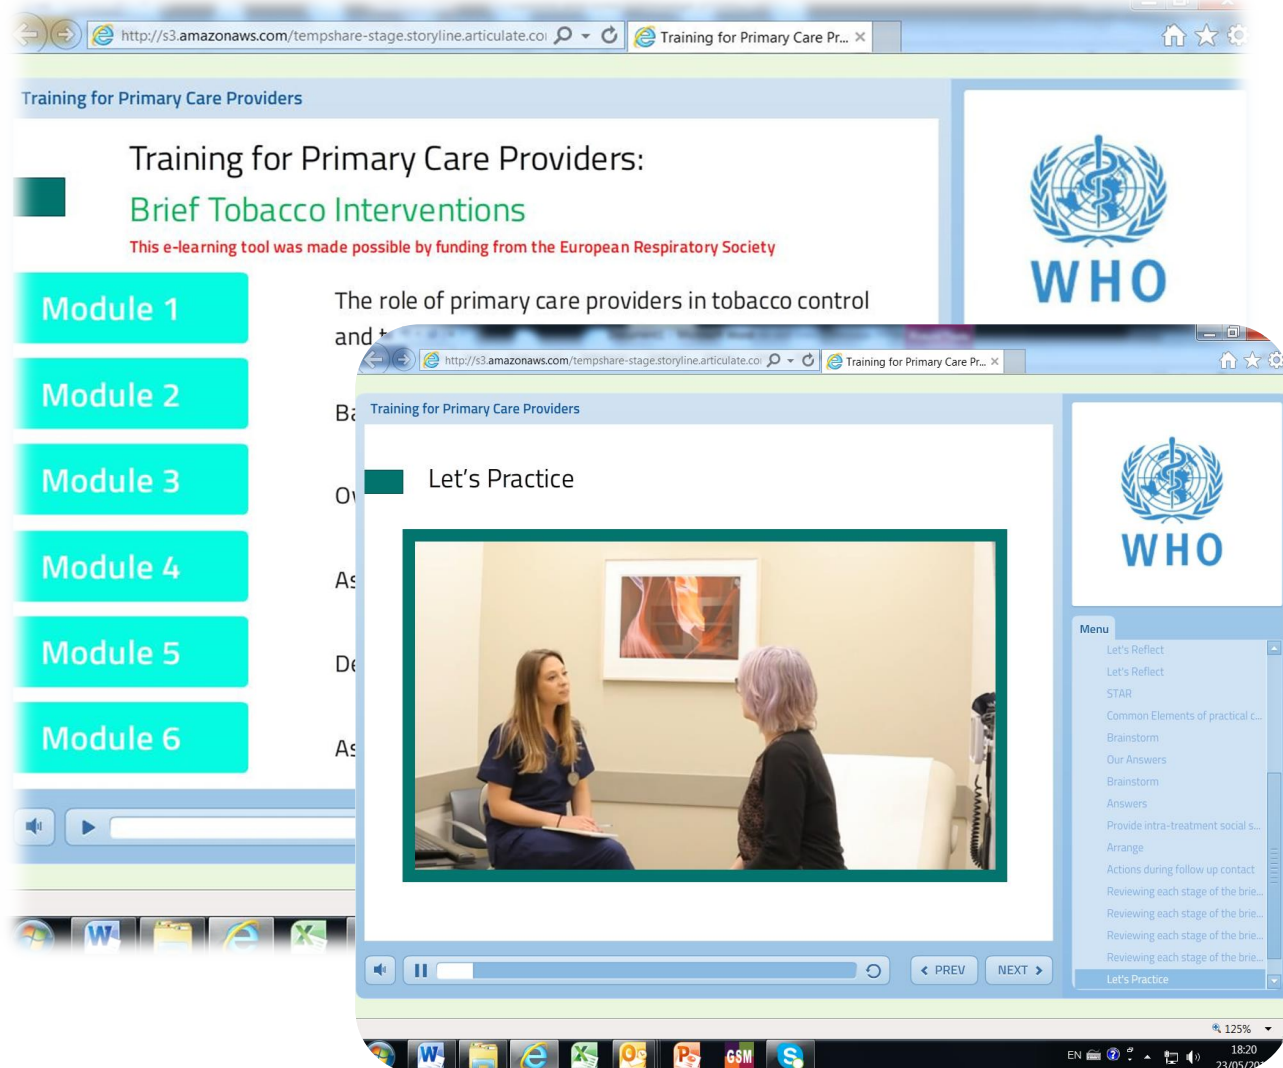 http://s3.amazonaws.com/tempshare-stage.storyline.articulate.co
Training for Primary Care Pr...
Training for Primary Care Providers
Training for Primary Care Providers:
Brief Tobacco Interventions
This e-learning tool was made possible by funding from the European Respiratory Society
WHO
Module 1
The role of primary care providers in tobacco control
and
Module 2
Module 3
Module 4
Module 5
Module 6
http://s3.amazonaws.com/tempshare-stage.storyline.articulate.co
Training for Primary Care Pr...
Training for Primary Care Providers
Let's Practice
WHO
Menu
Let's Reflect
Let's Reflect
STAR
Common Elements of practical c...
Brainstorm
Our Answers
Brainstorm
Answers
Provide intra-treatment social s...
Arrange
Actions during follow up contact
Reviewing each stage of the brie...
Reviewing each stage of the brie...
Reviewing each stage of the brie...
Reviewing each stage of the brie...
Let's Practice
PREV
NEXT
125%
GSM
EN
18:20